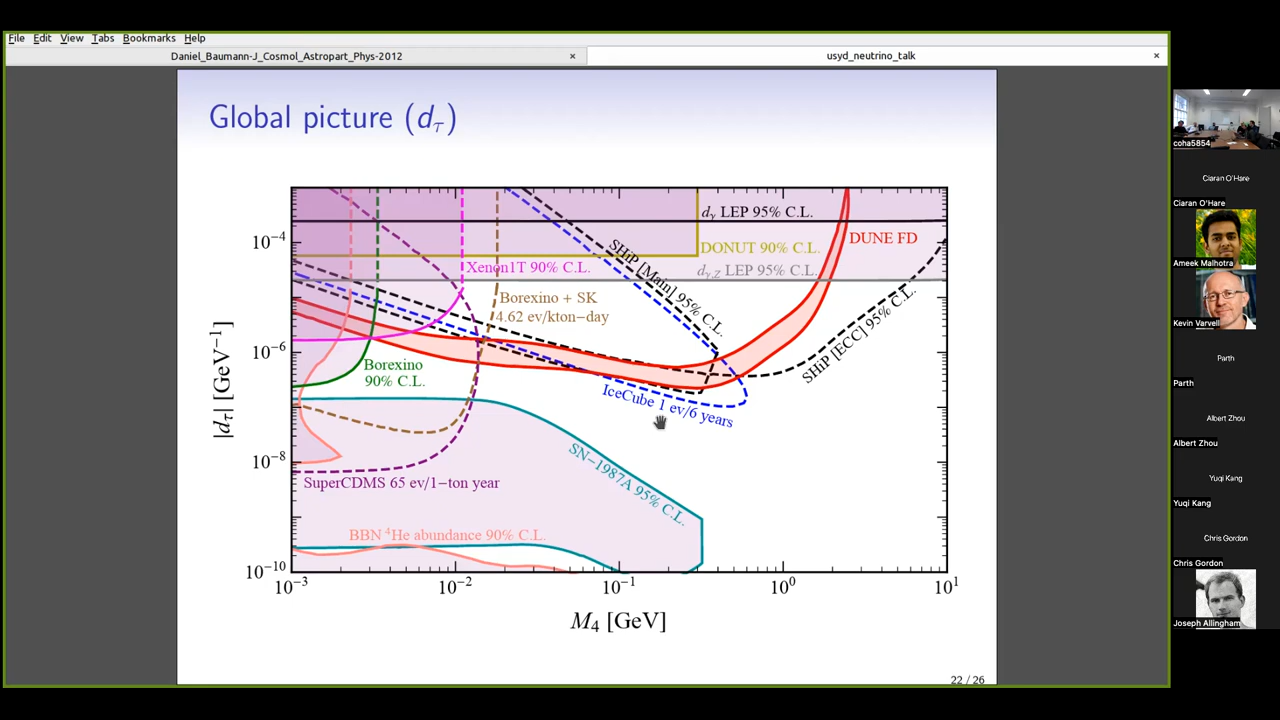 File Edit View Tabs Bookmarks Help
Daniel_Baumann-J_Cosmol_Astropart_Phys-2012 ×
usyd_neutrino_talk ×
Global picture (dτ)
dγ LEP 95% C.L.
DUNE FD
DONUT 90% C.L.
SHiP [Main] 95% C.L.
Xenon1T 90% C.L.
dγ,Z LEP 95% C.L.
Borexino + SK
4.62 ev/kton−day
SHiP [ECC] 95% C.L.
Borexino
90% C.L.
IceCube 1 ev/6 years
SN−1987A 95% C.L.
SuperCDMS 65 ev/1−ton year
BBN ⁴He abundance 90% C.L.
|dτ| [GeV⁻¹]
10⁻⁴
10⁻⁶
10⁻⁸
10⁻¹⁰
10⁻³ 10⁻² 10⁻¹ 10⁰ 10¹
M₄ [GeV]
22 / 26
coha5854
Ciaran O'Hare
Ciaran O'Hare
Ameek Malhotra
Kevin Varvell
Parth
Parth
Albert Zhou
Albert Zhou
Yuqi Kang
Yuqi Kang
Chris Gordon
Chris Gordon
Joseph Allingham